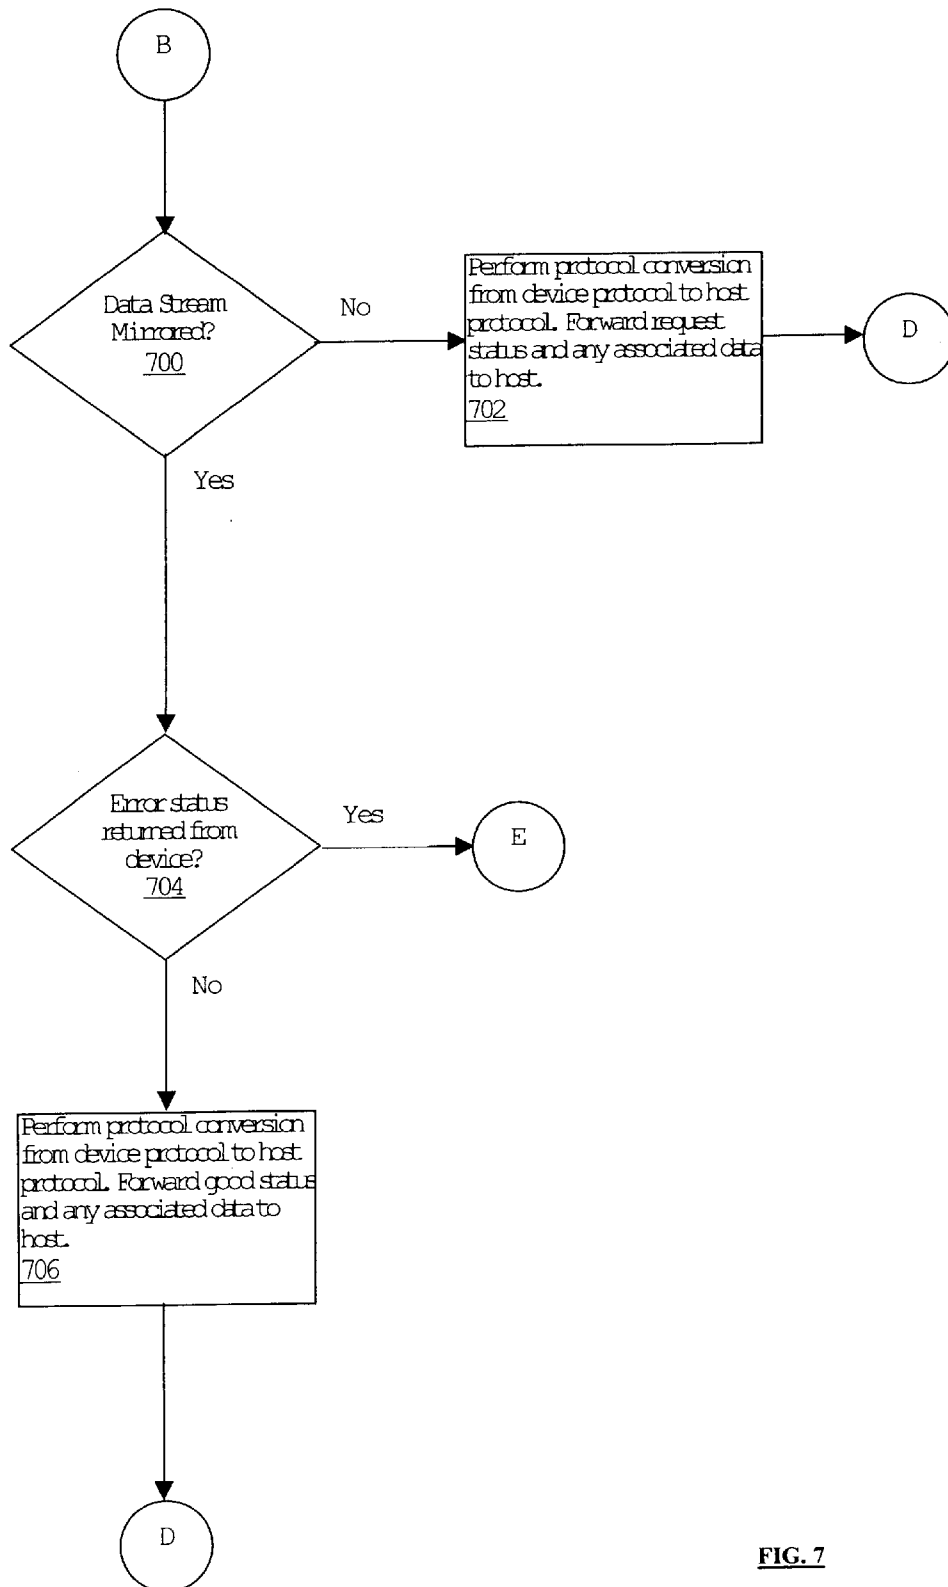 B
Data Stream
Mirrored?
700
No
Perform protocol conversion
from device protocol to host
protocol. Forward request
status and any associated data
to host.
702
D
Yes
Error status
returned from
device?
704
Yes
E
No
Perform protocol conversion
from device protocol to host
protocol. Forward good status
and any associated data to
host.
706
D
FIG. 7